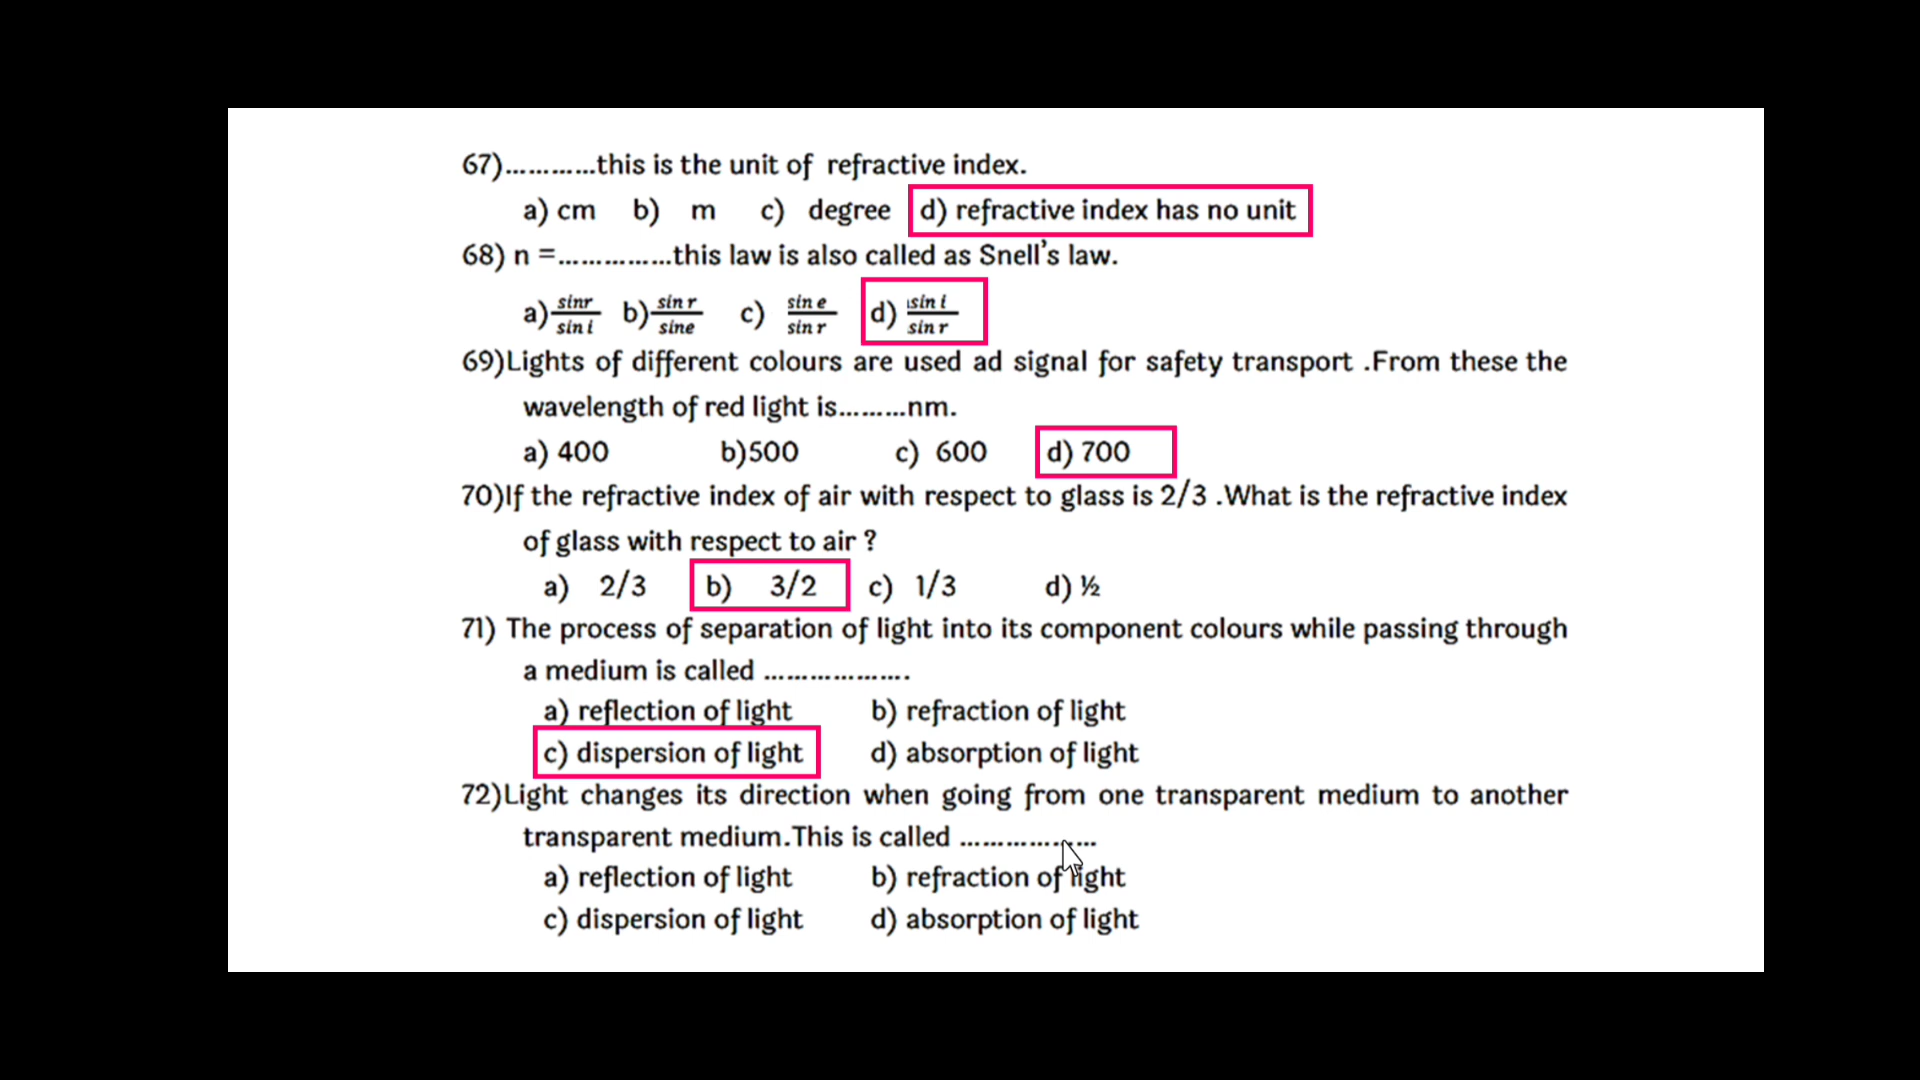 67)............this is the unit of refractive index.
a) cm b) m c) degree d) refractive index has no unit
68) n =...............this law is also called as Snell's law.
a) sinr/sin i b) sin r/sine c) sin e/sin r d) sin i/sin r
69)Lights of different colours are used ad signal for safety transport .From these the
wavelength of red light is.........nm.
a) 400 b)500 c) 600 d) 700
70)If the refractive index of air with respect to glass is 2/3 .What is the refractive index
of glass with respect to air ?
a) 2/3 b) 3/2 c) 1/3 d) ½
71) The process of separation of light into its component colours while passing through
a medium is called ...................
a) reflection of light b) refraction of light
c) dispersion of light d) absorption of light
72)Light changes its direction when going from one transparent medium to another
transparent medium.This is called ..................
a) reflection of light b) refraction of light
c) dispersion of light d) absorption of light